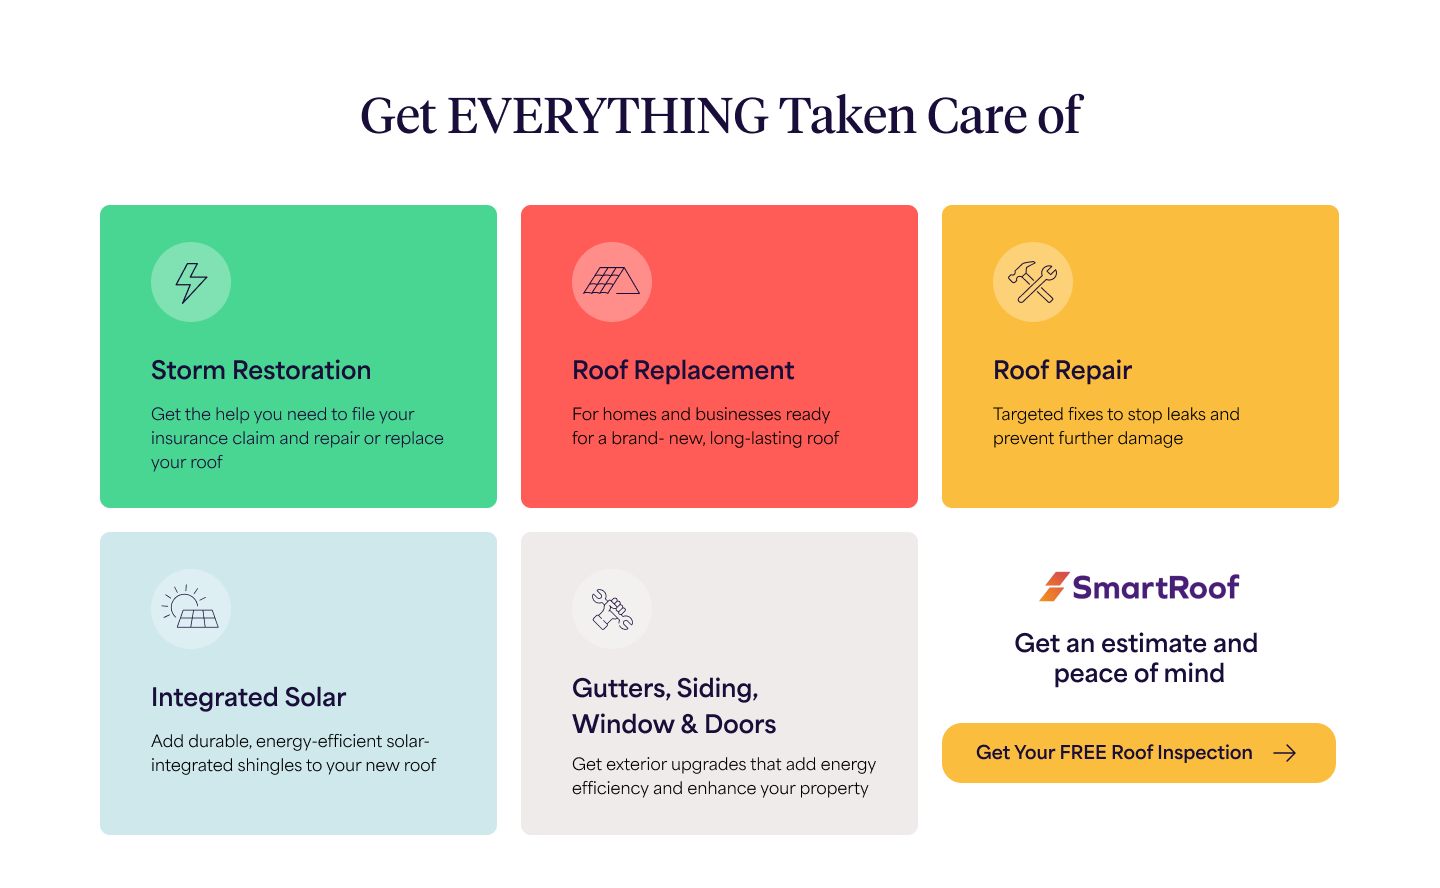 Get EVERYTHING Taken Care of
Storm Restoration
Get the help you need to file your
insurance claim and repair or replace
your roof
Roof Replacement
For homes and businesses ready
for a brand- new, long-lasting roof
Roof Repair
Targeted fixes to stop leaks and
prevent further damage
Integrated Solar
Add durable, energy-efficient solar-
integrated shingles to your new roof
Gutters, Siding,
Window & Doors
Get exterior upgrades that add energy
efficiency and enhance your property
SmartRoof
Get an estimate and
peace of mind
Get Your FREE Roof Inspection